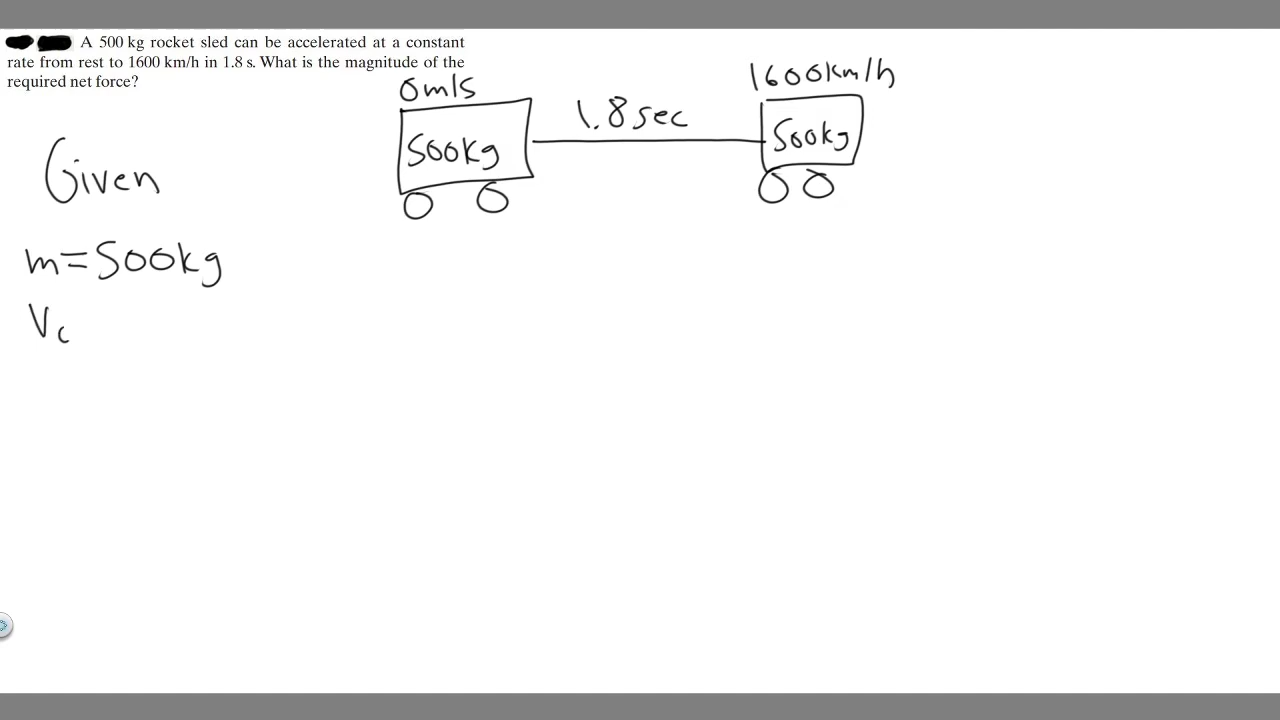 A 500 kg rocket sled can be accelerated at a constant
rate from rest to 1600 km/h in 1.8 s. What is the magnitude of the
required net force?
0m/s
1.8sec
1600km/h
500kg
500kg
Given
m=500kg
V